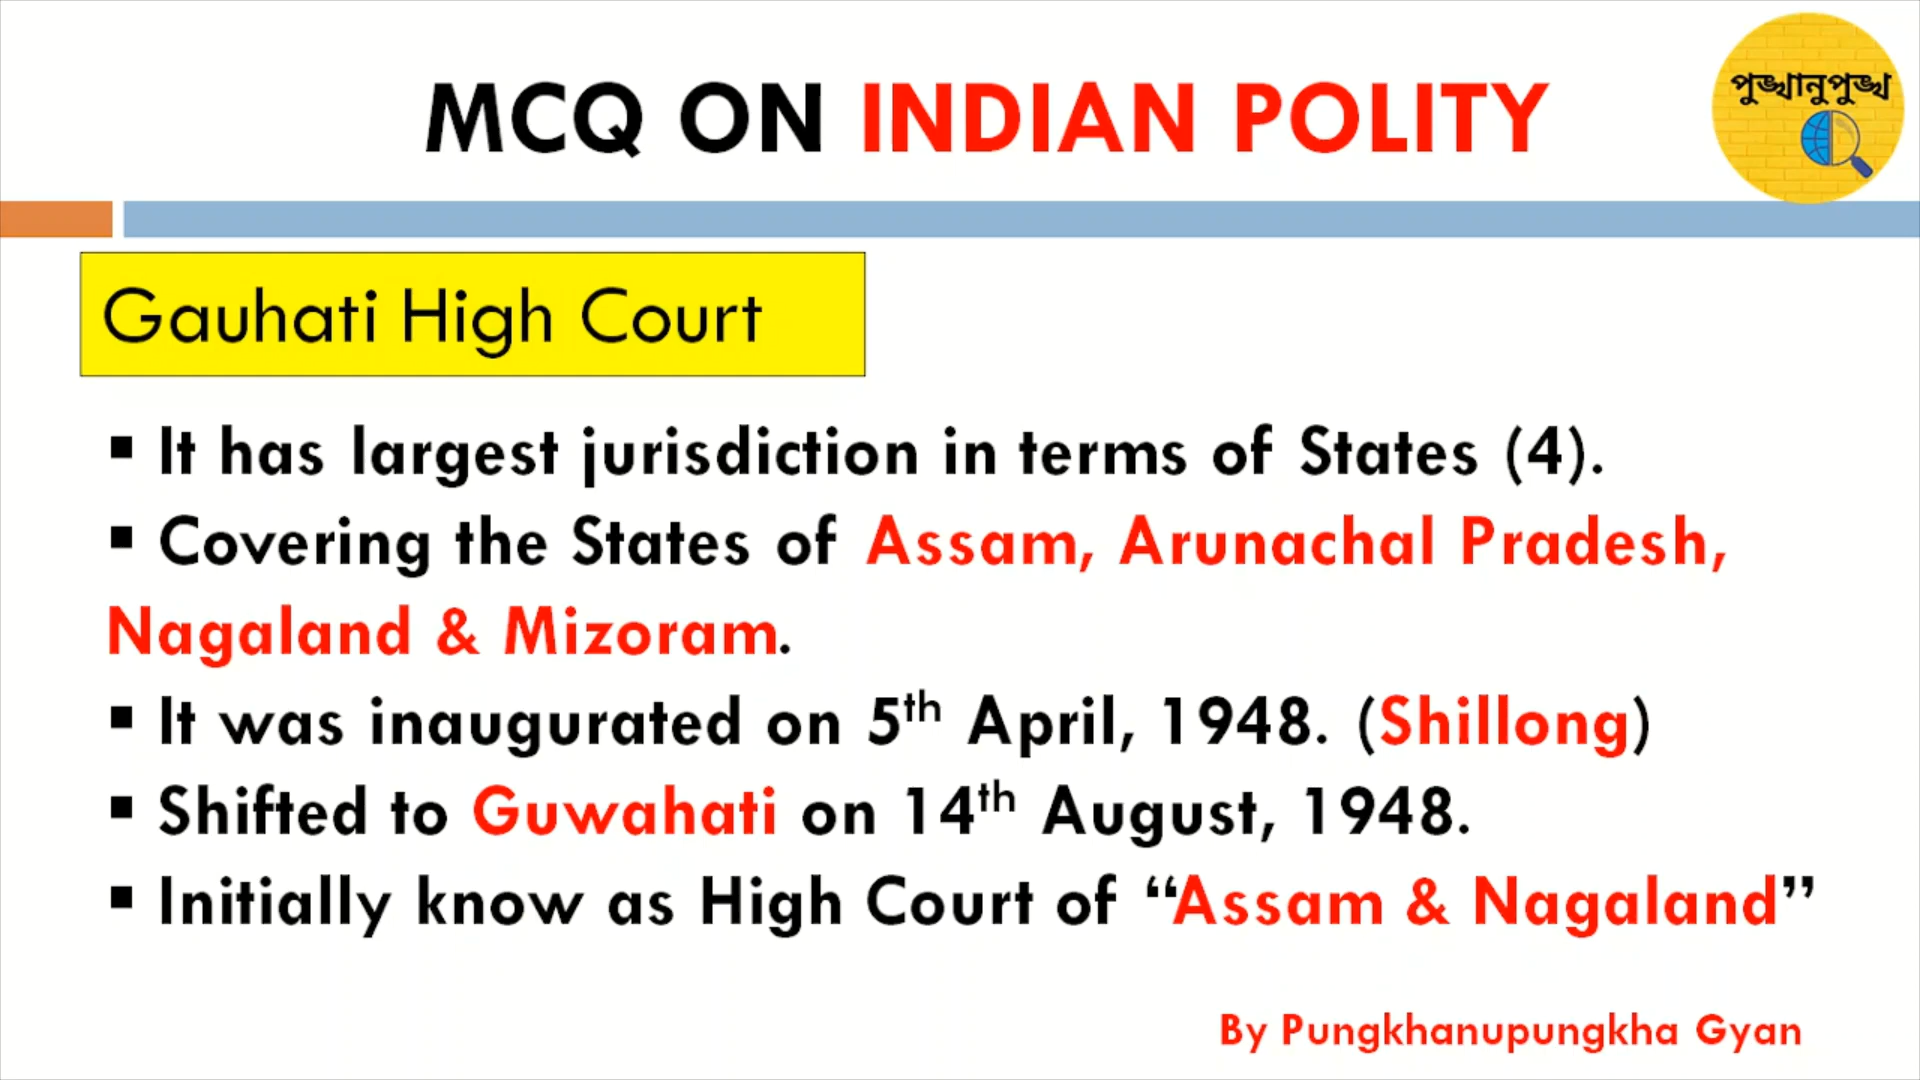 MCQ ON INDIAN POLITY
পুঙ্খানুপুঙ্খ
Gauhati High Court
▪ It has largest jurisdiction in terms of States (4).
▪ Covering the States of Assam, Arunachal Pradesh,
Nagaland & Mizoram.
▪ It was inaugurated on 5th April, 1948. (Shillong)
▪ Shifted to Guwahati on 14th August, 1948.
▪ Initially know as High Court of “Assam & Nagaland”
By Pungkhanupungkha Gyan